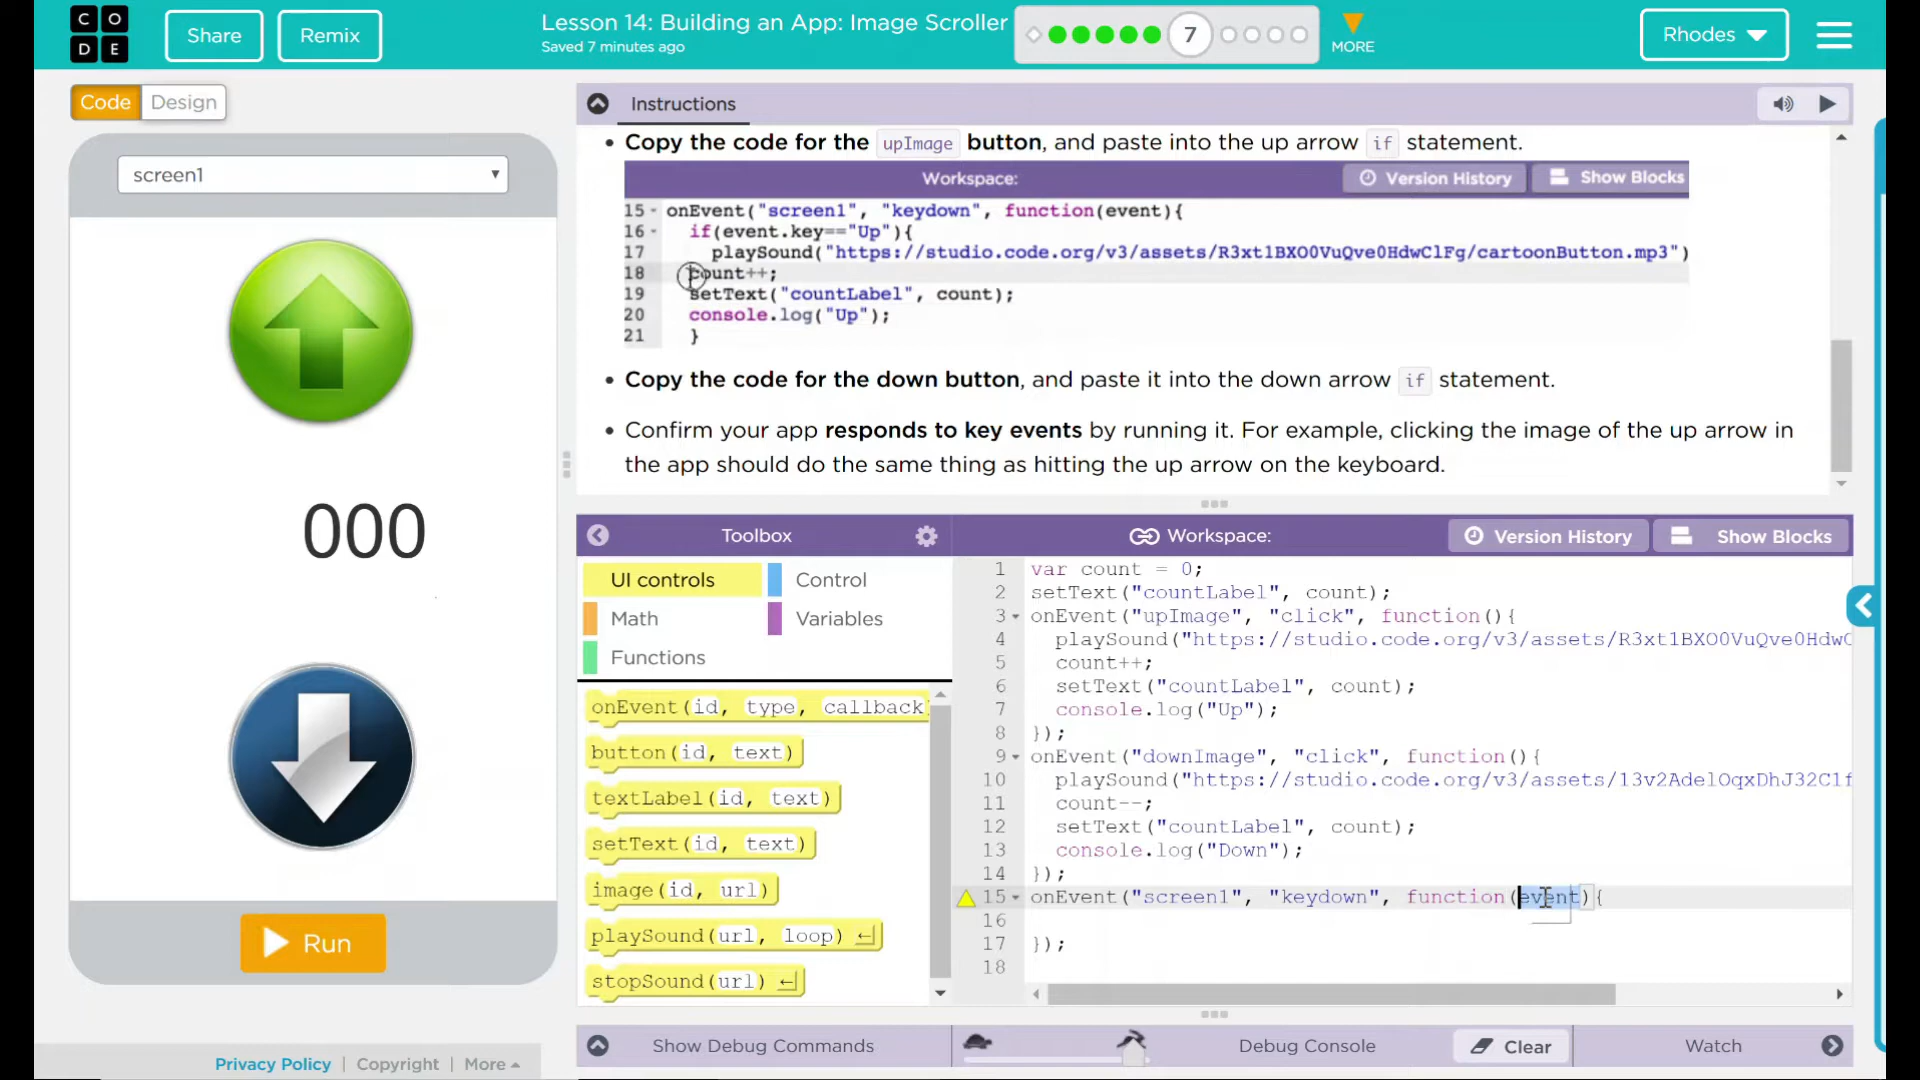 C O
D E
Share
Remix
Lesson 14: Building an App: Image Scroller
Saved 7 minutes ago
7
MORE
Rhodes
Code
Design
screen1
000
Run
Privacy Policy | Copyright | More
Instructions
Copy the code for the upImage button, and paste into the up arrow if statement.
Workspace:
Version History
Show Blocks
15 onEvent("screen1", "keydown", function(event){
16 if(event.key=="Up"){
17 playSound("https://studio.code.org/v3/assets/R3xt1BXO0VuQve0HdwClFg/cartoonButton.mp3")
18 count++;
19 setText("countLabel", count);
20 console.log("Up");
21 }
Copy the code for the down button, and paste it into the down arrow if statement.
Confirm your app responds to key events by running it. For example, clicking the image of the up arrow in
the app should do the same thing as hitting the up arrow on the keyboard.
Toolbox
UI controls
Control
Math
Variables
Functions
onEvent(id, type, callback)
button(id, text)
textLabel(id, text)
setText(id, text)
image(id, url)
playSound(url, loop)
stopSound(url)
Workspace:
Version History
Show Blocks
1 var count = 0;
2 setText("countLabel", count);
3 onEvent("upImage", "click", function(){
4 playSound("https://studio.code.org/v3/assets/R3xt1BXO0VuQve0HdwC
5 count++;
6 setText("countLabel", count);
7 console.log("Up");
8 });
9 onEvent("downImage", "click", function(){
10 playSound("https://studio.code.org/v3/assets/13v2AdelOqxDhJ32C1f
11 count--;
12 setText("countLabel", count);
13 console.log("Down");
14 });
15 onEvent("screen1", "keydown", function(event){
16
17 });
18
Show Debug Commands
Debug Console
Clear
Watch